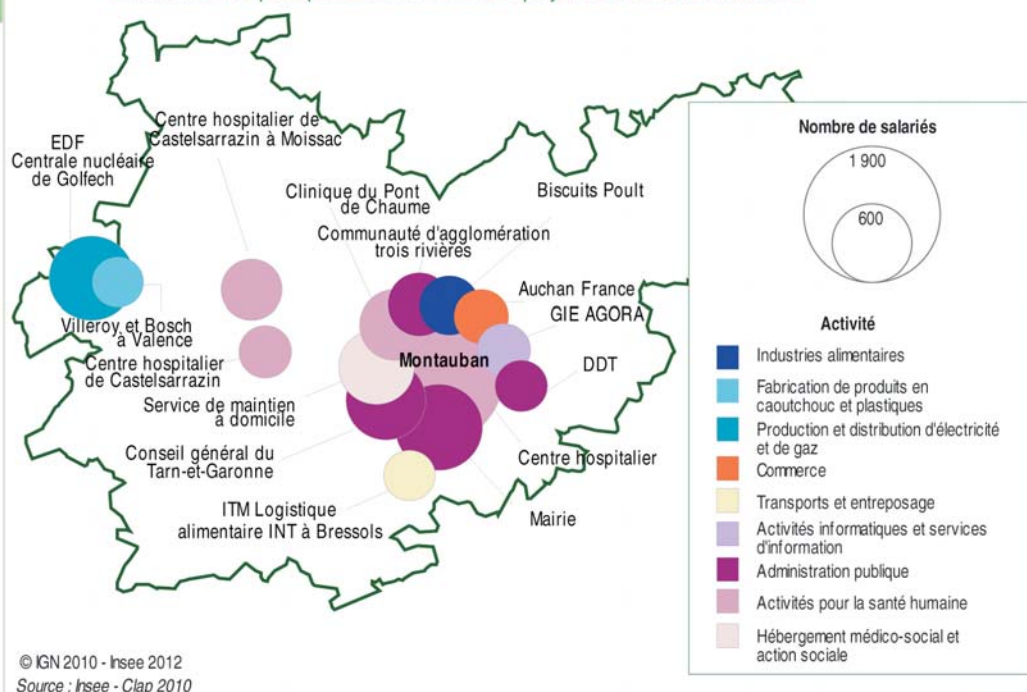 Centre hospitalier de
Castelsarrazin à Moissac
EDF
Centrale nucléaire
de Golfech
Clinique du Pont
de Chaume
Biscuits Poult
Communauté d'agglomération
trois rivières
Auchan France
GIE AGORA
Villeroy et Bosch
à Valence
Montauban
DDT
Centre hospitalier
de Castelsarrazin
Service de maintien
à domicile
Conseil général du
Tarn-et-Garonne
Centre hospitalier
ITM Logistique
alimentaire INT à Bressols
Mairie
Nombre de salariés
1 900
600
Activité
Industries alimentaires
Fabrication de produits en
caoutchouc et plastiques
Production et distribution d'électricité
et de gaz
Commerce
Transports et entreposage
Activités informatiques et services
d'information
Administration publique
Activités pour la santé humaine
Hébergement médico-social et
action sociale
© IGN 2010 - Insee 2012
Source : Insee - Clap 2010